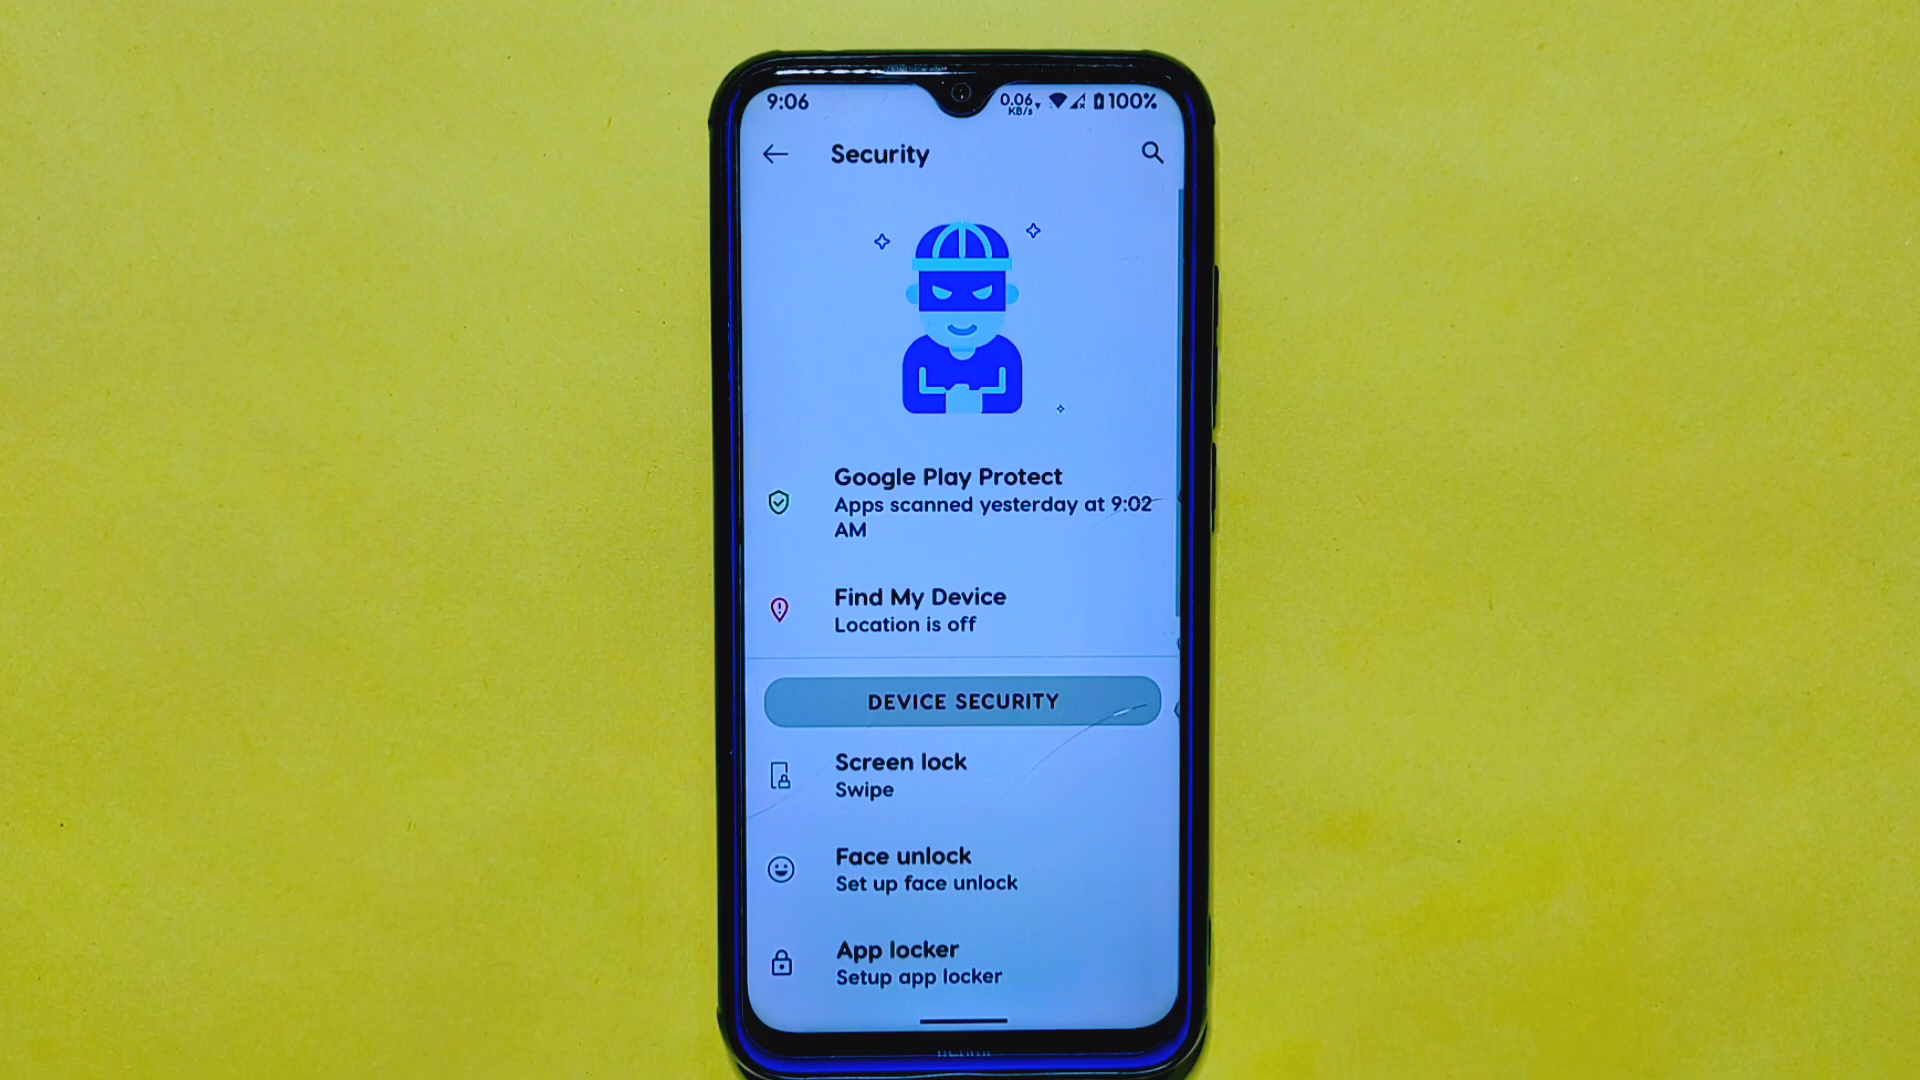 9:06
0.06
KB/s
100%
Security
Google Play Protect
Apps scanned yesterday at 9:02
AM
Find My Device
Location is off
DEVICE SECURITY
Screen lock
Swipe
Face unlock
Set up face unlock
App locker
Setup app locker